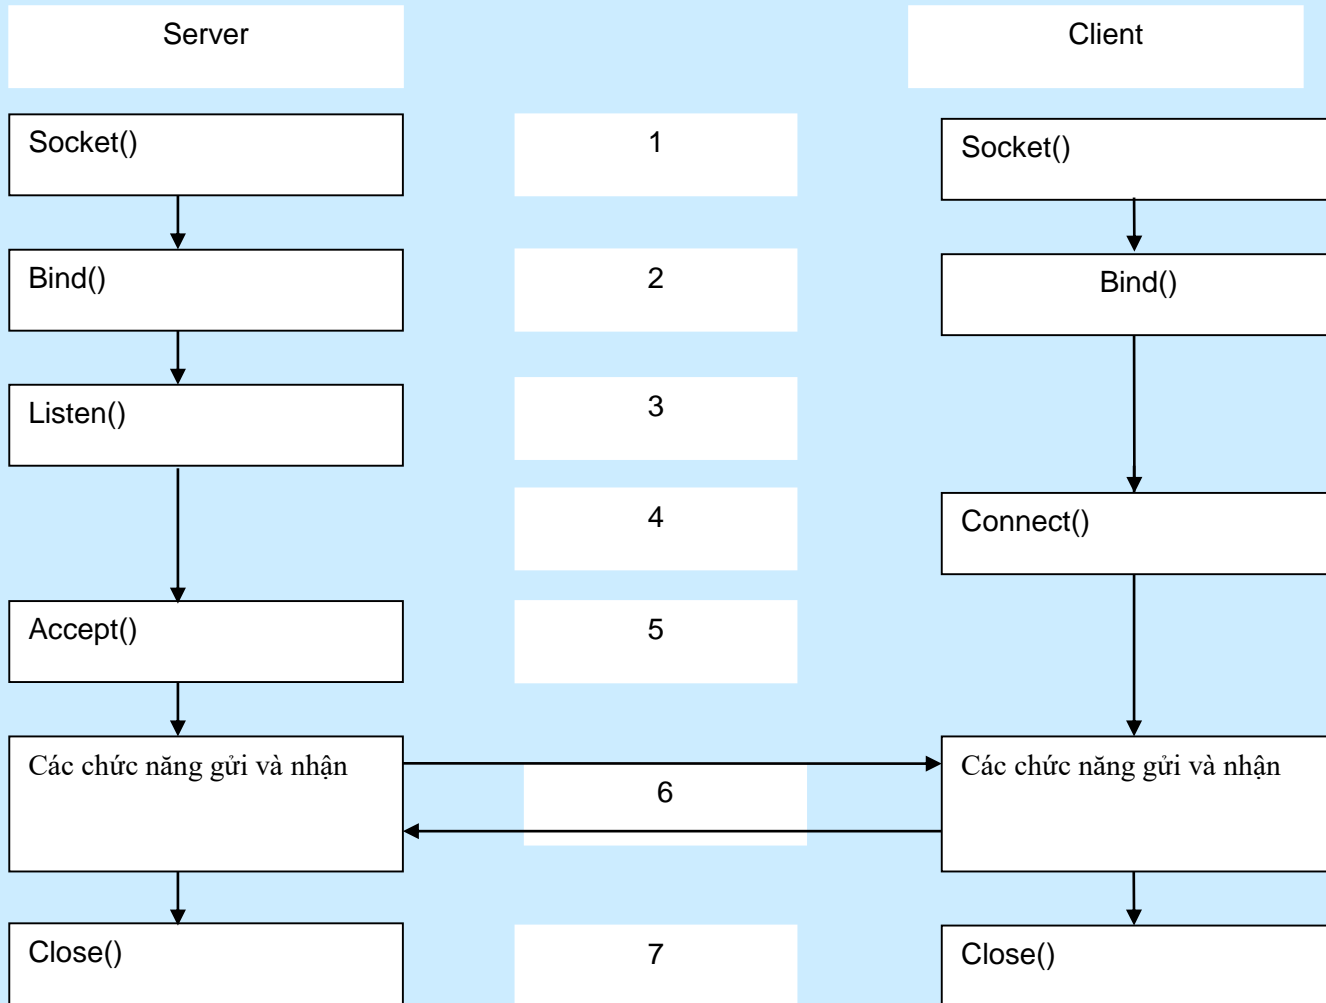 Server
Client
Socket()
1
Socket()
Bind()
2
Bind()
Listen()
3
4
Connect()
Accept()
5
Các chức năng gửi và nhận
6
Các chức năng gửi và nhận
Close()
7
Close()